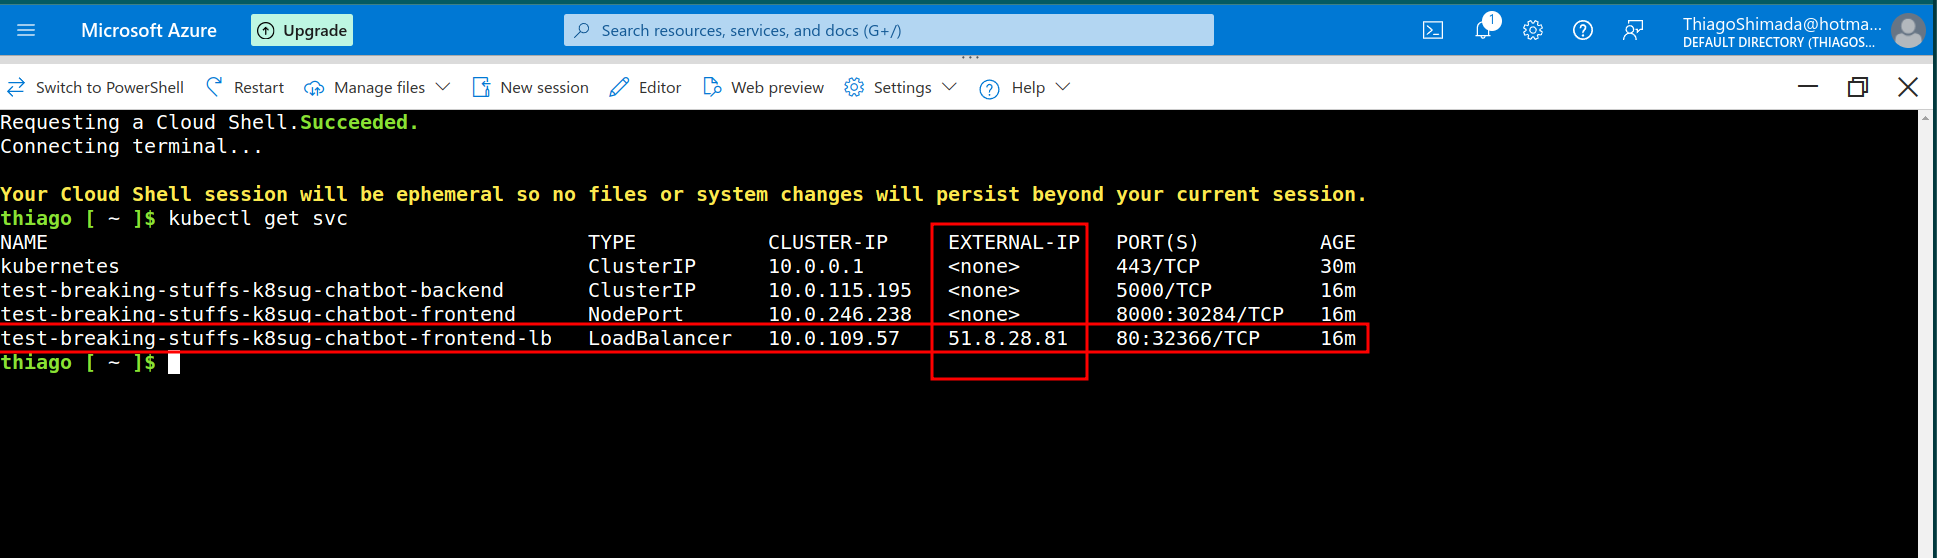 Microsoft Azure Upgrade Search resources, services, and docs (G+/) 1 ThiagoShimada@hotma...
DEFAULT DIRECTORY (THIAGOS...
...
Switch to PowerShell Restart Manage files New session Editor Web preview Settings Help
Requesting a Cloud Shell.Succeeded.
Connecting terminal...
Your Cloud Shell session will be ephemeral so no files or system changes will persist beyond your current session.
thiago [ ~ ]$ kubectl get svc
NAME TYPE CLUSTER-IP EXTERNAL-IP PORT(S) AGE
kubernetes ClusterIP 10.0.0.1 <none> 443/TCP 30m
test-breaking-stuffs-k8sug-chatbot-backend ClusterIP 10.0.115.195 <none> 5000/TCP 16m
test-breaking-stuffs-k8sug-chatbot-frontend NodePort 10.0.246.238 <none> 8000:30284/TCP 16m
test-breaking-stuffs-k8sug-chatbot-frontend-lb LoadBalancer 10.0.109.57 51.8.28.81 80:32366/TCP 16m
thiago [ ~ ]$